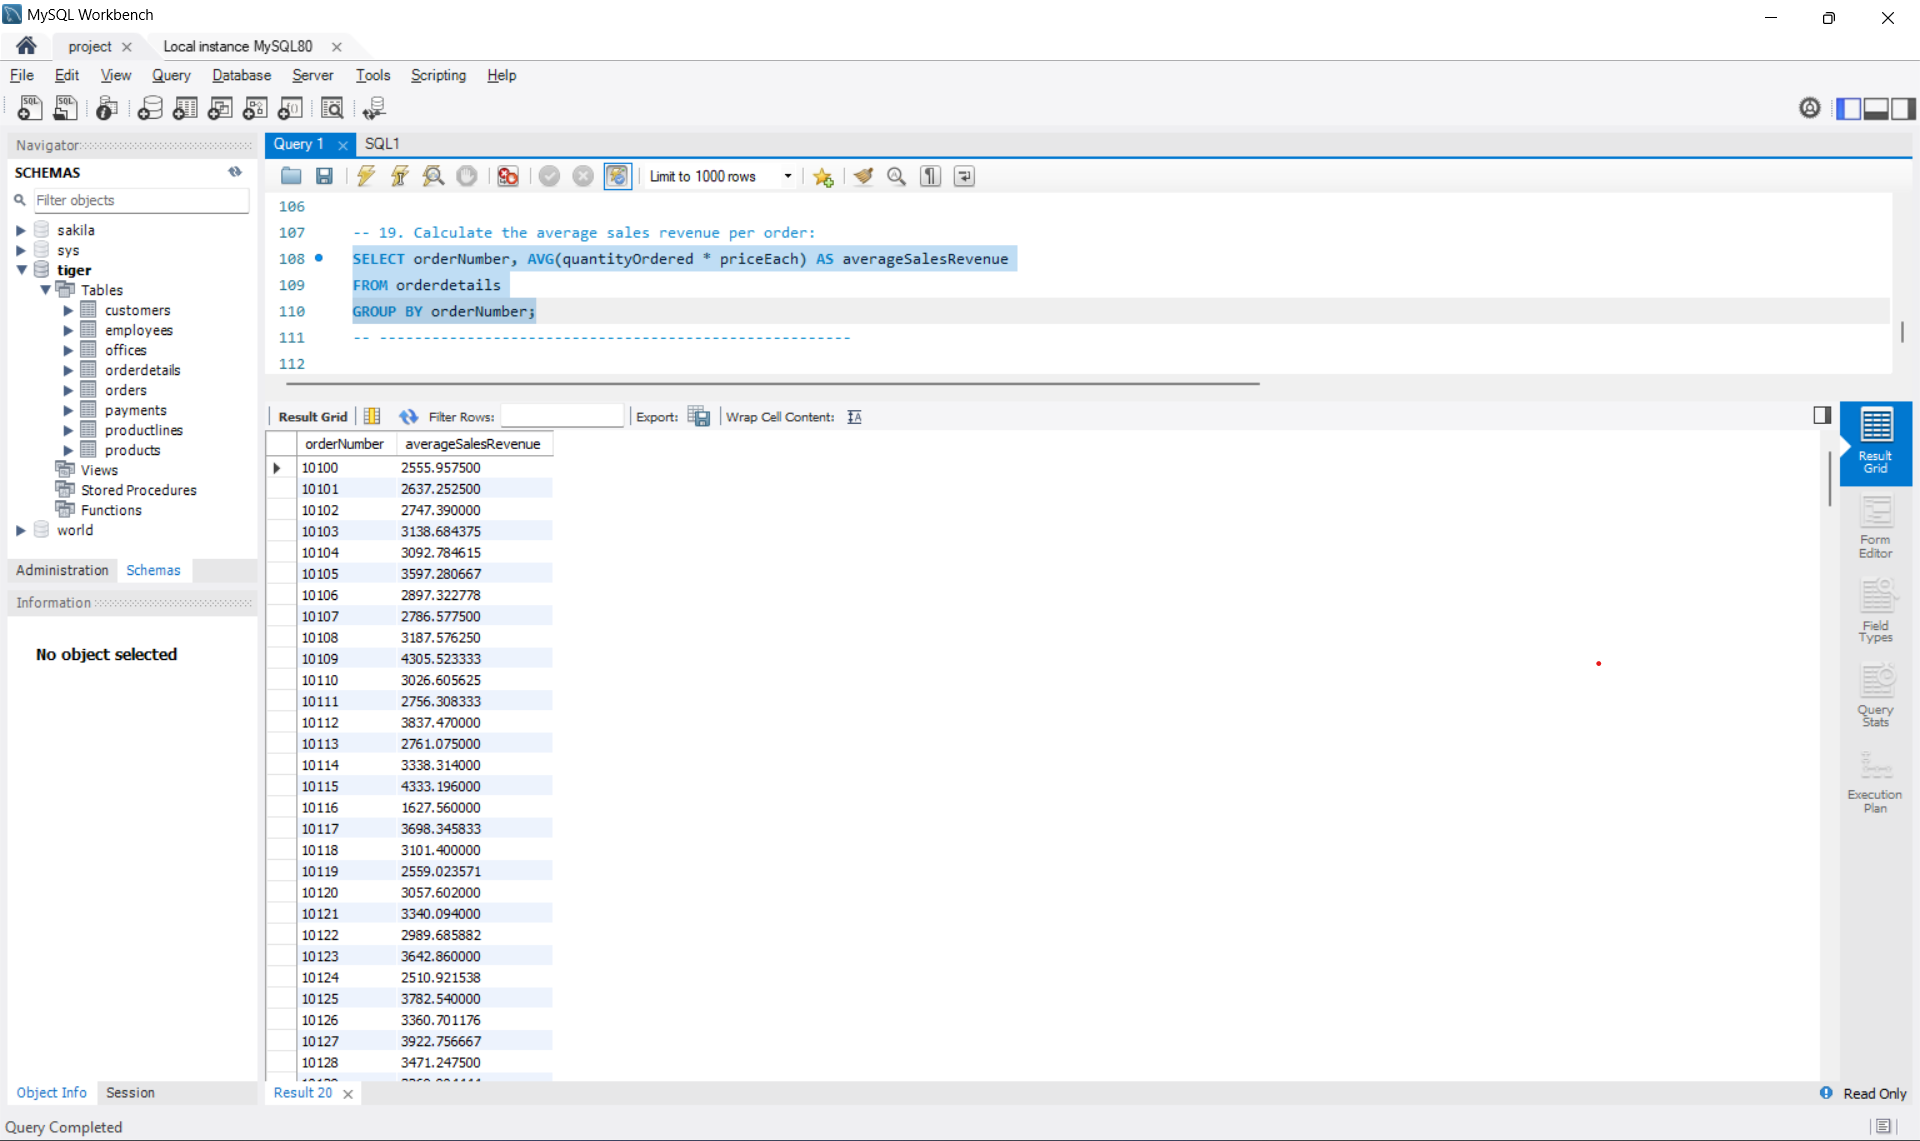 MySQL Workbench
project
Local instance MySQL80
File Edit View Query Database Server Tools Scripting Help
Navigator
SCHEMAS
Filter objects
sakila
sys
tiger
Tables
customers
employees
offices
orderdetails
orders
payments
productlines
products
Views
Stored Procedures
Functions
world
Administration Schemas
Information
No object selected
Object Info Session
Query Completed
Query 1 SQL1
Limit to 1000 rows
106
107 -- 19. Calculate the average sales revenue per order:
108 SELECT orderNumber, AVG(quantityOrdered * priceEach) AS averageSalesRevenue
109 FROM orderdetails
110 GROUP BY orderNumber;
111 -- ------------------------------------------------------
112
Result Grid Filter Rows: Export: Wrap Cell Content:
orderNumber averageSalesRevenue
10100 2555.957500
10101 2637.252500
10102 2747.390000
10103 3138.684375
10104 3092.784615
10105 3597.280667
10106 2897.322778
10107 2786.577500
10108 3187.576250
10109 4305.523333
10110 3026.605625
10111 2756.308333
10112 3837.470000
10113 2761.075000
10114 3338.314000
10115 4333.196000
10116 1627.560000
10117 3698.345833
10118 3101.400000
10119 2559.023571
10120 3057.602000
10121 3340.094000
10122 2989.685882
10123 3642.860000
10124 2510.921538
10125 3782.540000
10126 3360.701176
10127 3922.756667
10128 3471.247500
Result 20
Read Only
Result
Grid
Form
Editor
Field
Types
Query
Stats
Execution
Plan